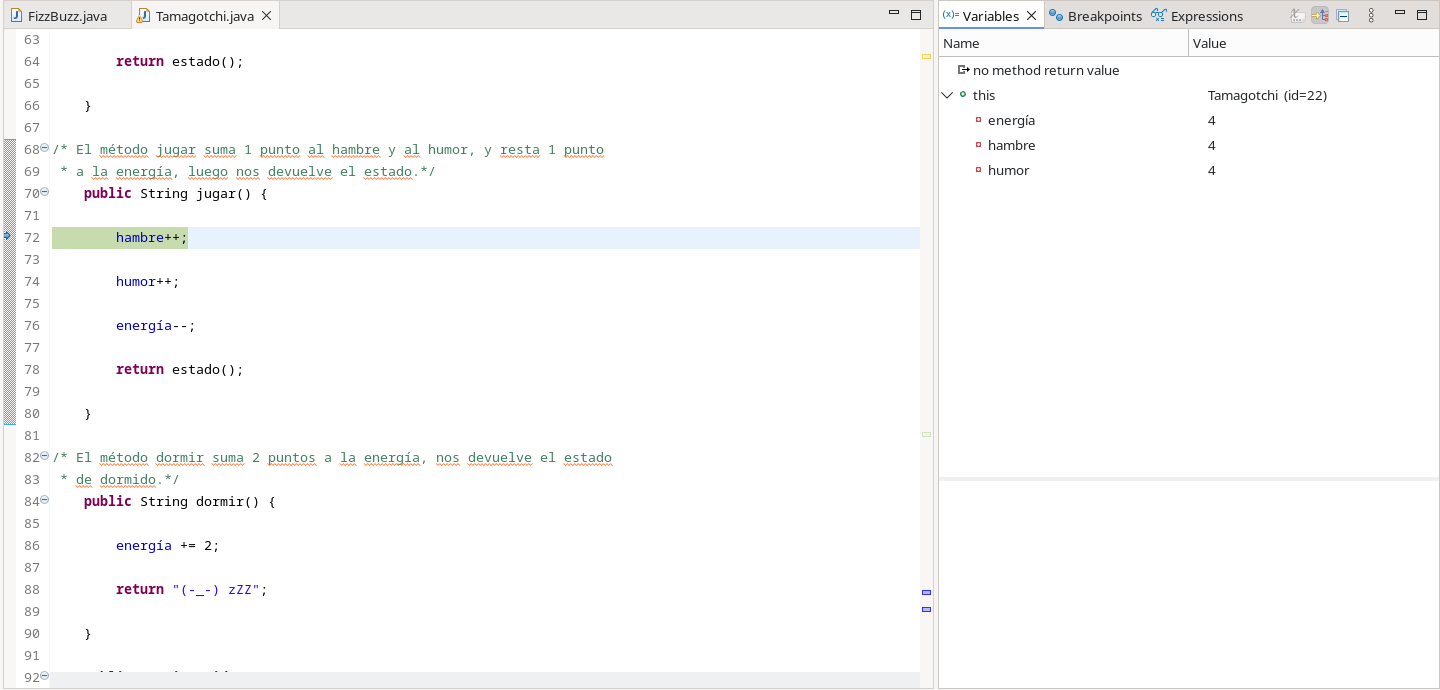 FizzBuzz.java Tamagotchi.java
63
64 return estado();
65
66 }
67
68 /* El método jugar suma 1 punto al hambre y al humor, y resta 1 punto
69 * a la energía, luego nos devuelve el estado.*/
70 public String jugar() {
71
72 hambre++;
73
74 humor++;
75
76 energía--;
77
78 return estado();
79
80 }
81
82 /* El método dormir suma 2 puntos a la energía, nos devuelve el estado
83 * de dormido.*/
84 public String dormir() {
85
86 energía += 2;
87
88 return "(-_-) zZZ";
89
90 }
91
92
(x)= Variables Breakpoints Expressions
Name Value
no method return value
this Tamagotchi (id=22)
energía 4
hambre 4
humor 4